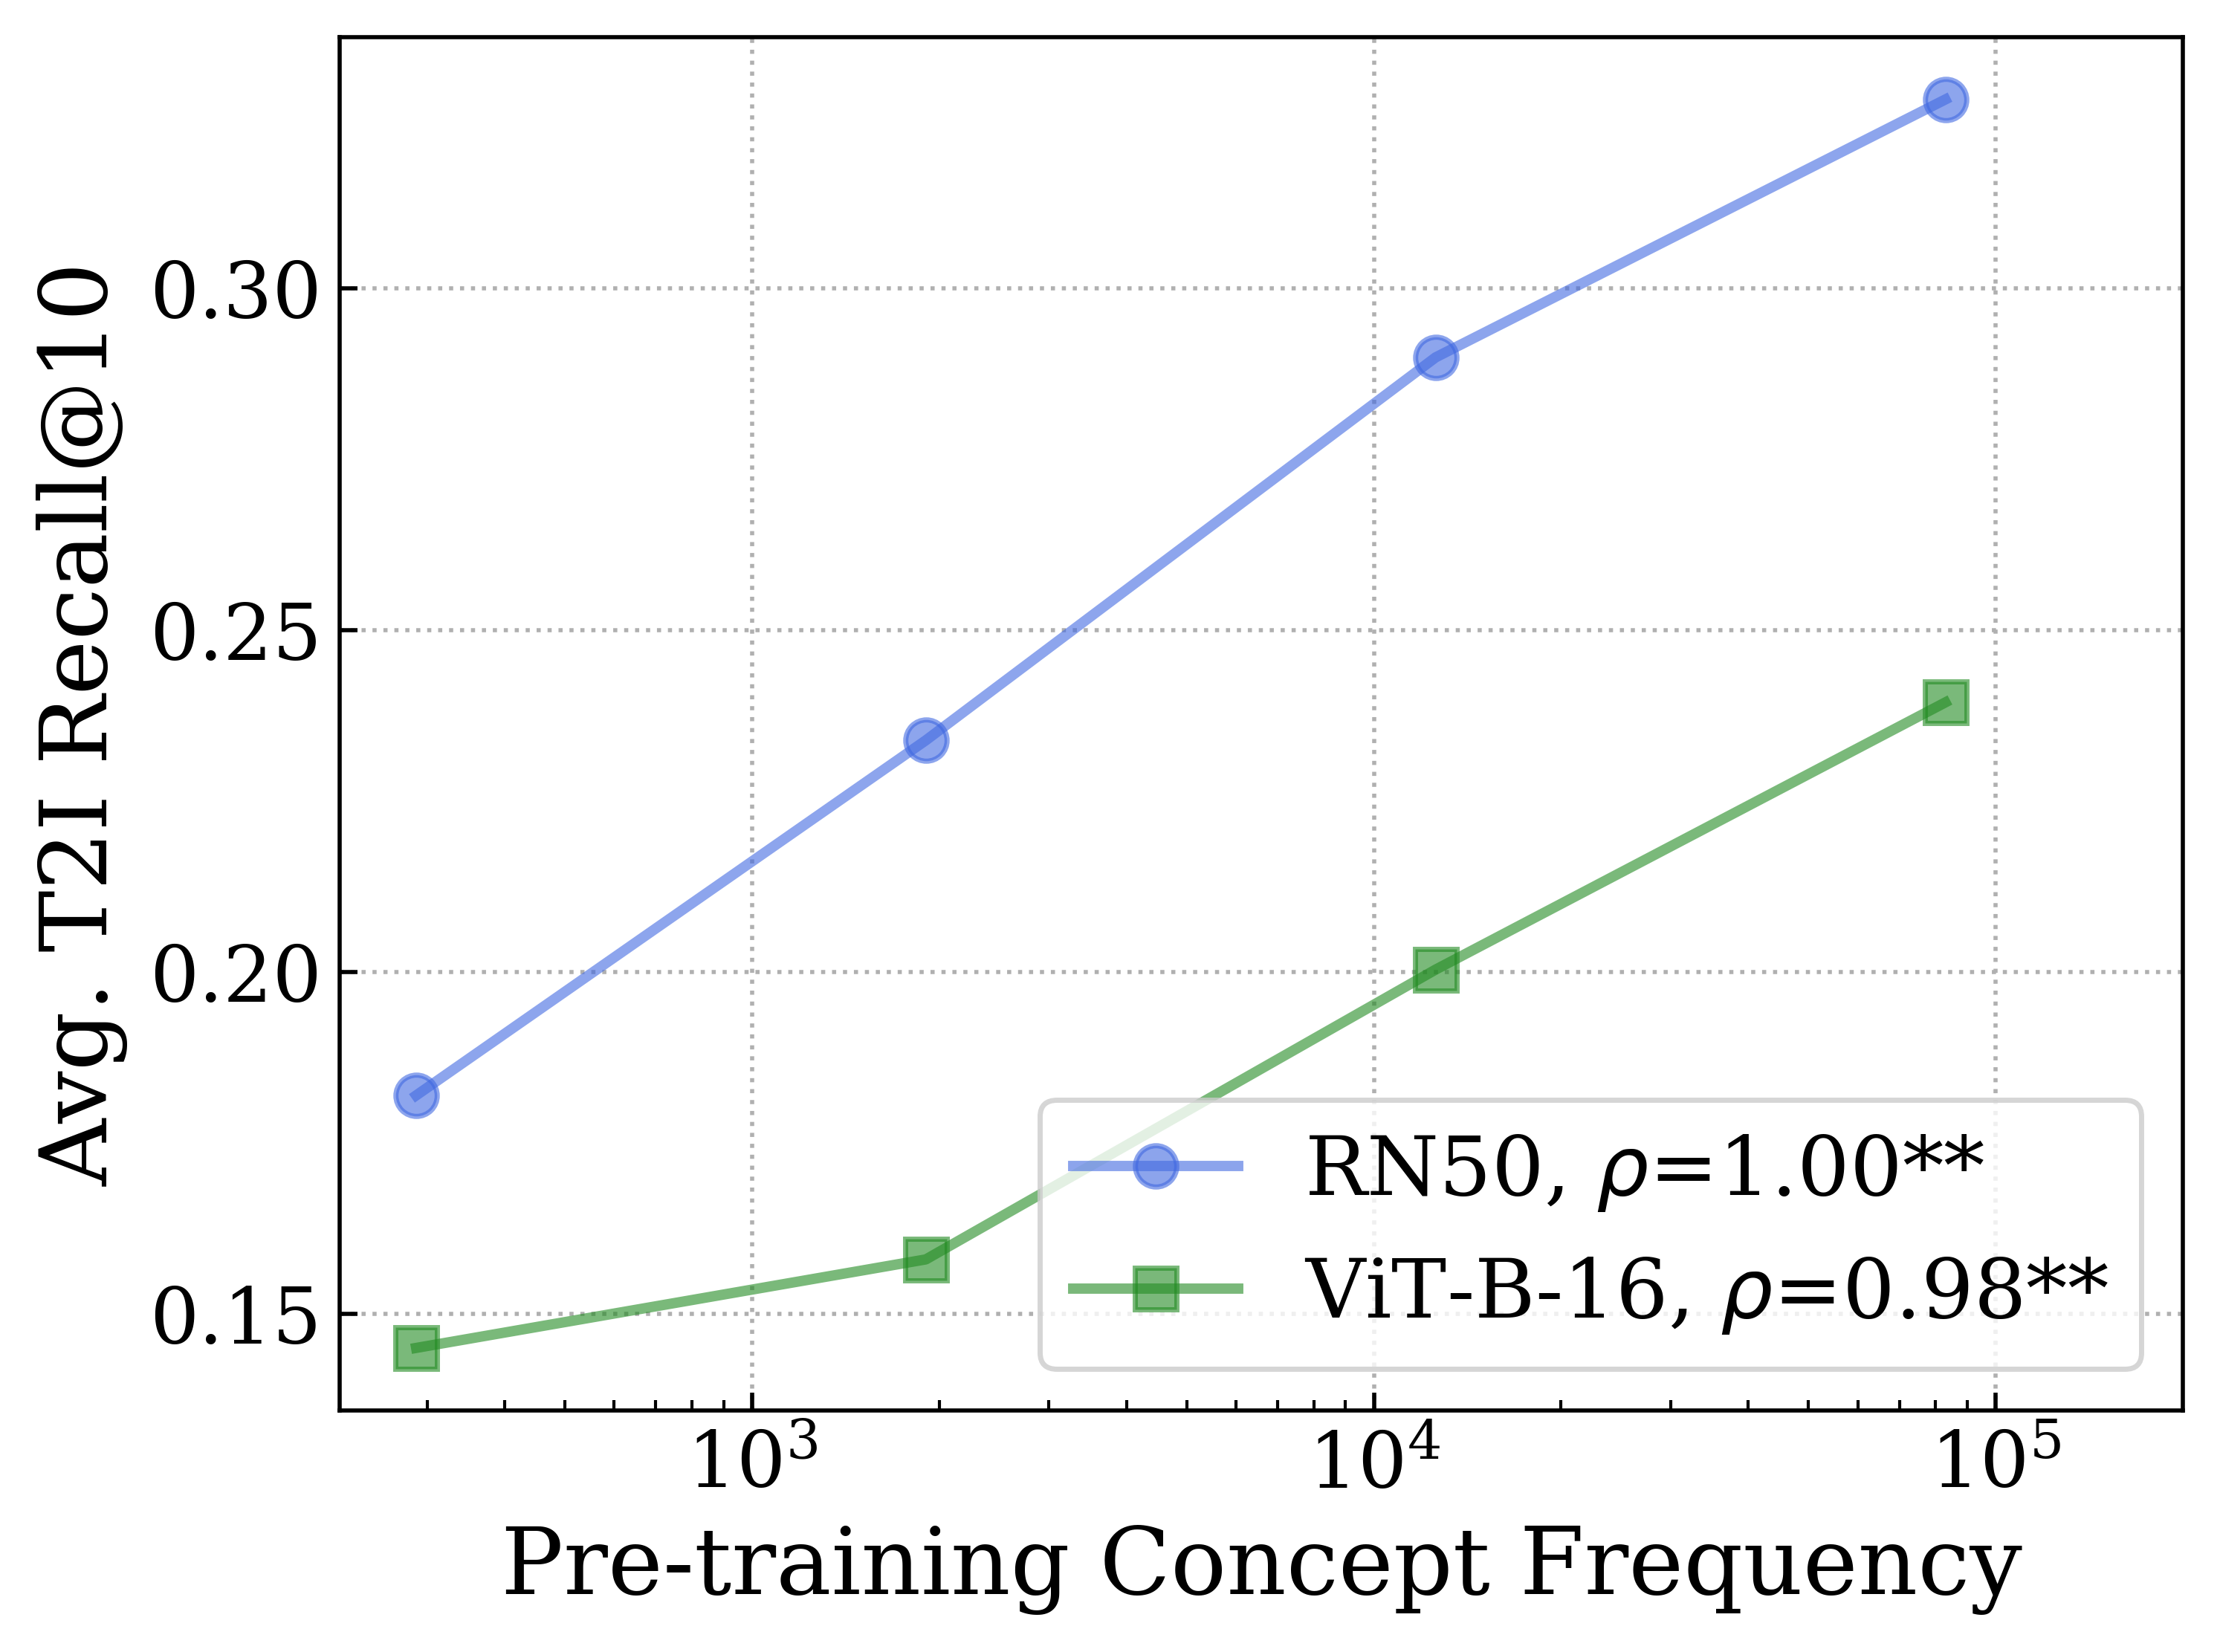 Avg. T2I Recall@10
0.30
0.25
0.20
0.15
RN50, ρ=1.00**
ViT-B-16, ρ=0.98**
10³
10⁴
10⁵
Pre-training Concept Frequency